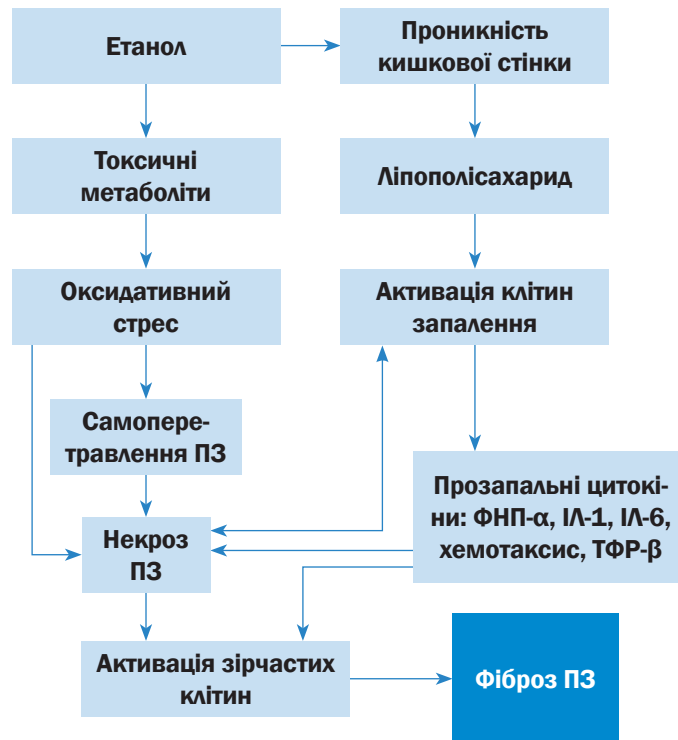 Етанол
Проникність
кишкової стінки
Токсичні
метаболіти
Ліпополісахарид
Оксидативний
стрес
Активація клітин
запалення
Самопере-
травлення ПЗ
Прозапальні цитокі-
ни: ФНП-α, ІЛ-1, ІЛ-6,
хемотаксис, ТФР-β
Некроз
ПЗ
Активація зірчастих
клітин
Фіброз ПЗ